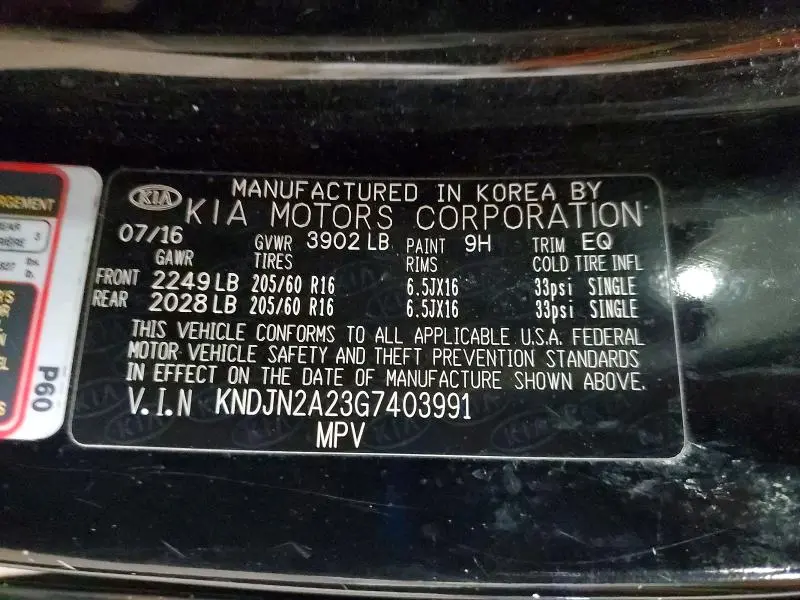 KIA
MANUFACTURED IN KOREA BY
KIA MOTORS CORPORATION
07/16 GVWR 3902 LB PAINT 9H TRIM EQ
GAWR TIRES RIMS COLD TIRE INFL
FRONT 2249 LB 205/60 R16 6.5JX16 33psi SINGLE
REAR 2028 LB 205/60 R16 6.5JX16 33psi SINGLE
THIS VEHICLE CONFORMS TO ALL APPLICABLE U.S.A. FEDERAL
MOTOR VEHICLE SAFETY AND THEFT PREVENTION STANDARDS
IN EFFECT ON THE DATE OF MANUFACTURE SHOWN ABOVE.
V.I.N KNDJN2A23G7403991
MPV
P60